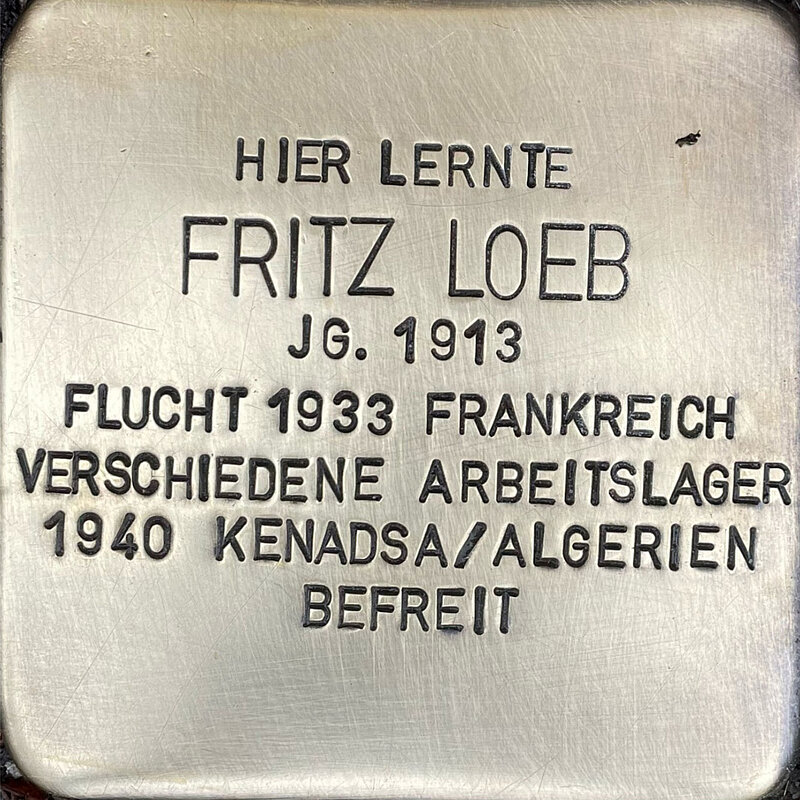 HIER LERNTE
FRITZ LOEB
JG. 1913
FLUCHT 1933 FRANKREICH
VERSCHIEDENE ARBEITSLAGER
1940 KENADSA/ALGERIEN
BEFREIT